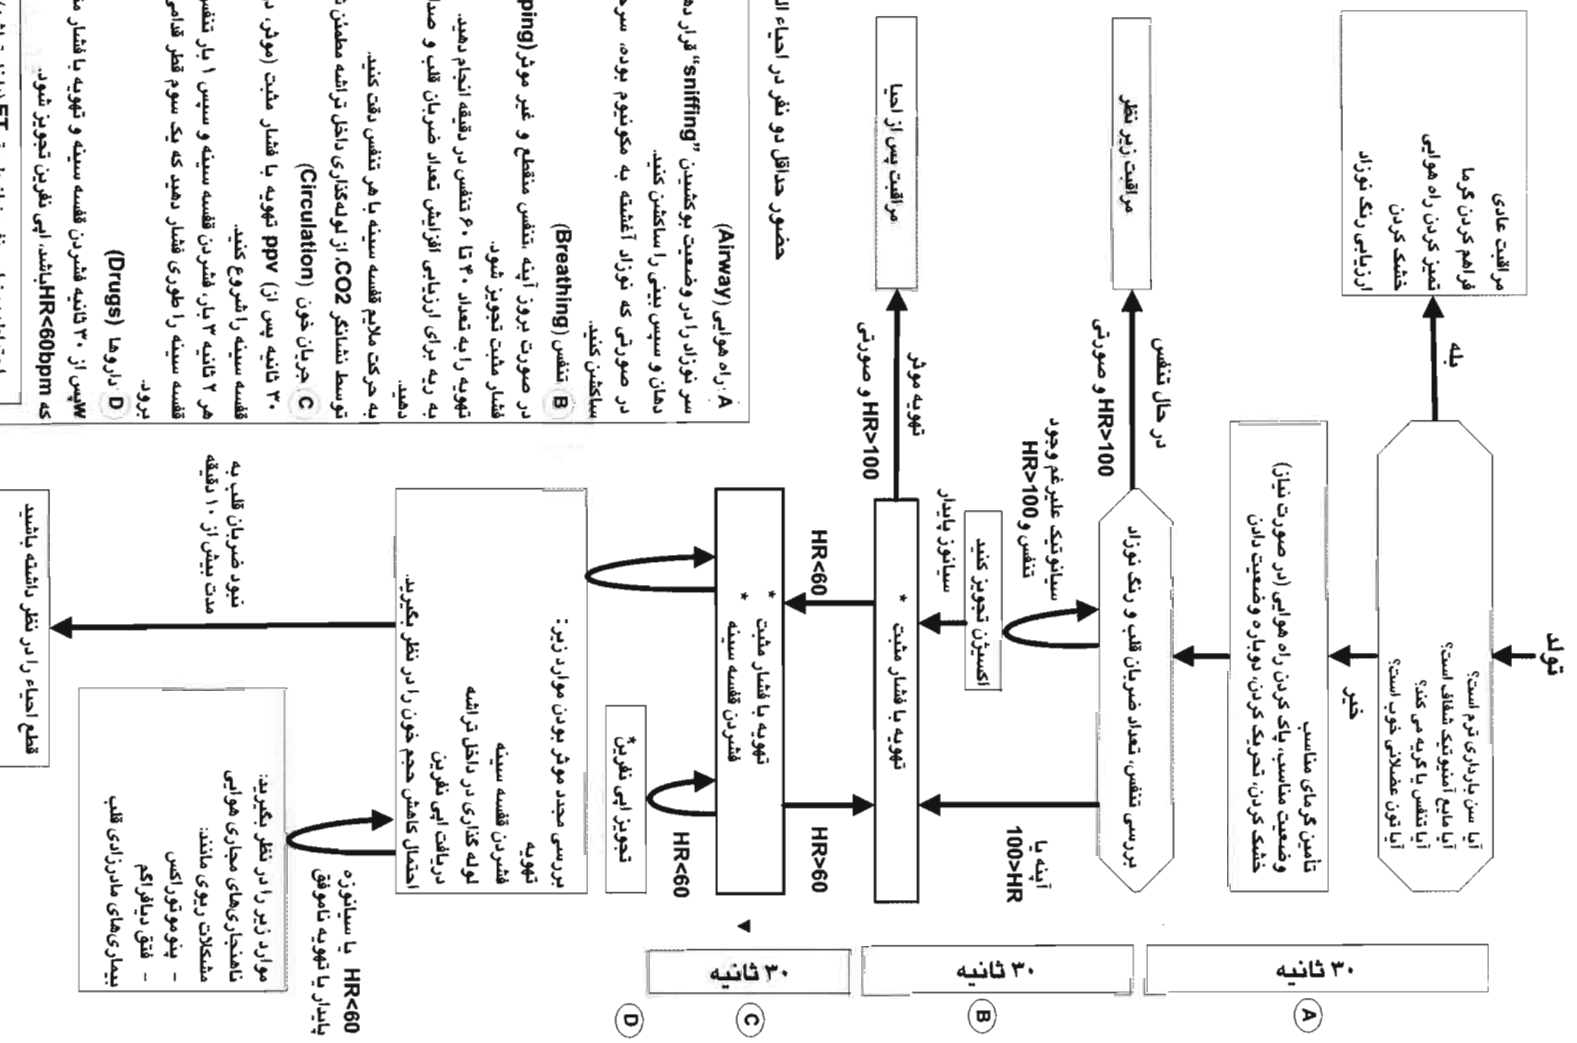 تولد
آیا سن بارداری ترم است؟
آیا مایع آمنیوتیک شفاف است؟
آیا تنفس یا گریه می کند؟
آیا تون عضلانی خوب است؟
بله
خیر
مراقبت عادی
فراهم کردن گرما
تمیز کردن راه هوایی
خشک کردن
ارزیابی رنگ نوزاد
تأمین گرمای مناسب
وضعیت مناسب، پاک کردن راه هوایی (در صورت نیاز)
خشک کردن، تحریک کردن، دوباره وضعیت دادن
۳۰ ثانیه
A
بررسی تنفس، تعداد ضربان قلب و رنگ نوزاد
در حال تنفس
و صورتی HR>100
مراقبت زیر نظر
سیانوتیک علیرغم وجود
تنفس و HR>100
آپنه یا
100>HR
اکسیژن تجویز کنید
سیانوز پایدار
۳۰ ثانیه
B
* تهویه با فشار مثبت
تهویه موثر
و صورتی HR>100
مراقبت پس از احیا
HR<60
HR>60
* تهویه با فشار مثبت
* فشردن قفسه سینه
۳۰ ثانیه
C
HR<60
تجویز اپی نفرین*
D
بررسی مجدد موثر بودن موارد زیر:
تهویه
فشردن قفسه سینه
لوله گذاری در داخل تراشه
دریافت اپی نفرین
احتمال کاهش حجم خون را در نظر بگیرید.
HR<60 یا سیانوزه
پایدار یا تهویه ناموفق
موارد زیر را در نظر بگیرید:
ناهنجاری‌های مجاری هوایی
مشکلات ریوی مانند:
- پنوموتوراکس
- فتق دیافراگم
بیماری‌های مادرزادی قلب
نبود ضربان قلب به
مدت بیش از ۱۰ دقیقه
قطع احیاء را در نظر داشته باشید
حضور حداقل دو نفر در احیاء
A: راه هوایی (Airway)
سر نوزاد را در وضعیت بوکشیدن "sniffing" قرار
دهان و سپس بینی را ساکشن کنید.
در صورتی که نوزاد آغشته به مکونیوم بوده،
ساکشن کنید.
B: تنفس (Breathing)
در صورت بروز آپنه، تنفس منقطع و غیر موثر (ping
فشار مثبت تجویز شود.
تهویه را به تعداد ۴۰ تا ۶۰ تنفس در دقیقه انجام دهید.
به ریه برای ارزیابی افزایش تعداد ضربان قلب و
دهید.
به حرکت ملایم قفسه سینه با هر تنفس دقت کنید.
توسط نشانگر CO2، از لوله‌گذاری داخل تراشه مطمئن
C: جریان خون (Circulation)
۳۰ ثانیه پس از) ppv تهویه با فشار مثبت (موثر،
قفسه سینه را شروع کنید.
هر ۲ ثانیه ۳ بار، فشردن قفسه سینه و سپس ۱ بار
قفسه سینه را طوری فشار دهید که یک سوم قطر
برود.
D: داروها (Drugs)
wپس از ۳۰ ثانیه فشردن قفسه سینه و تهویه با فشار
که HR<60bpm باشد، اپی نفرین تجویز شود.
ET